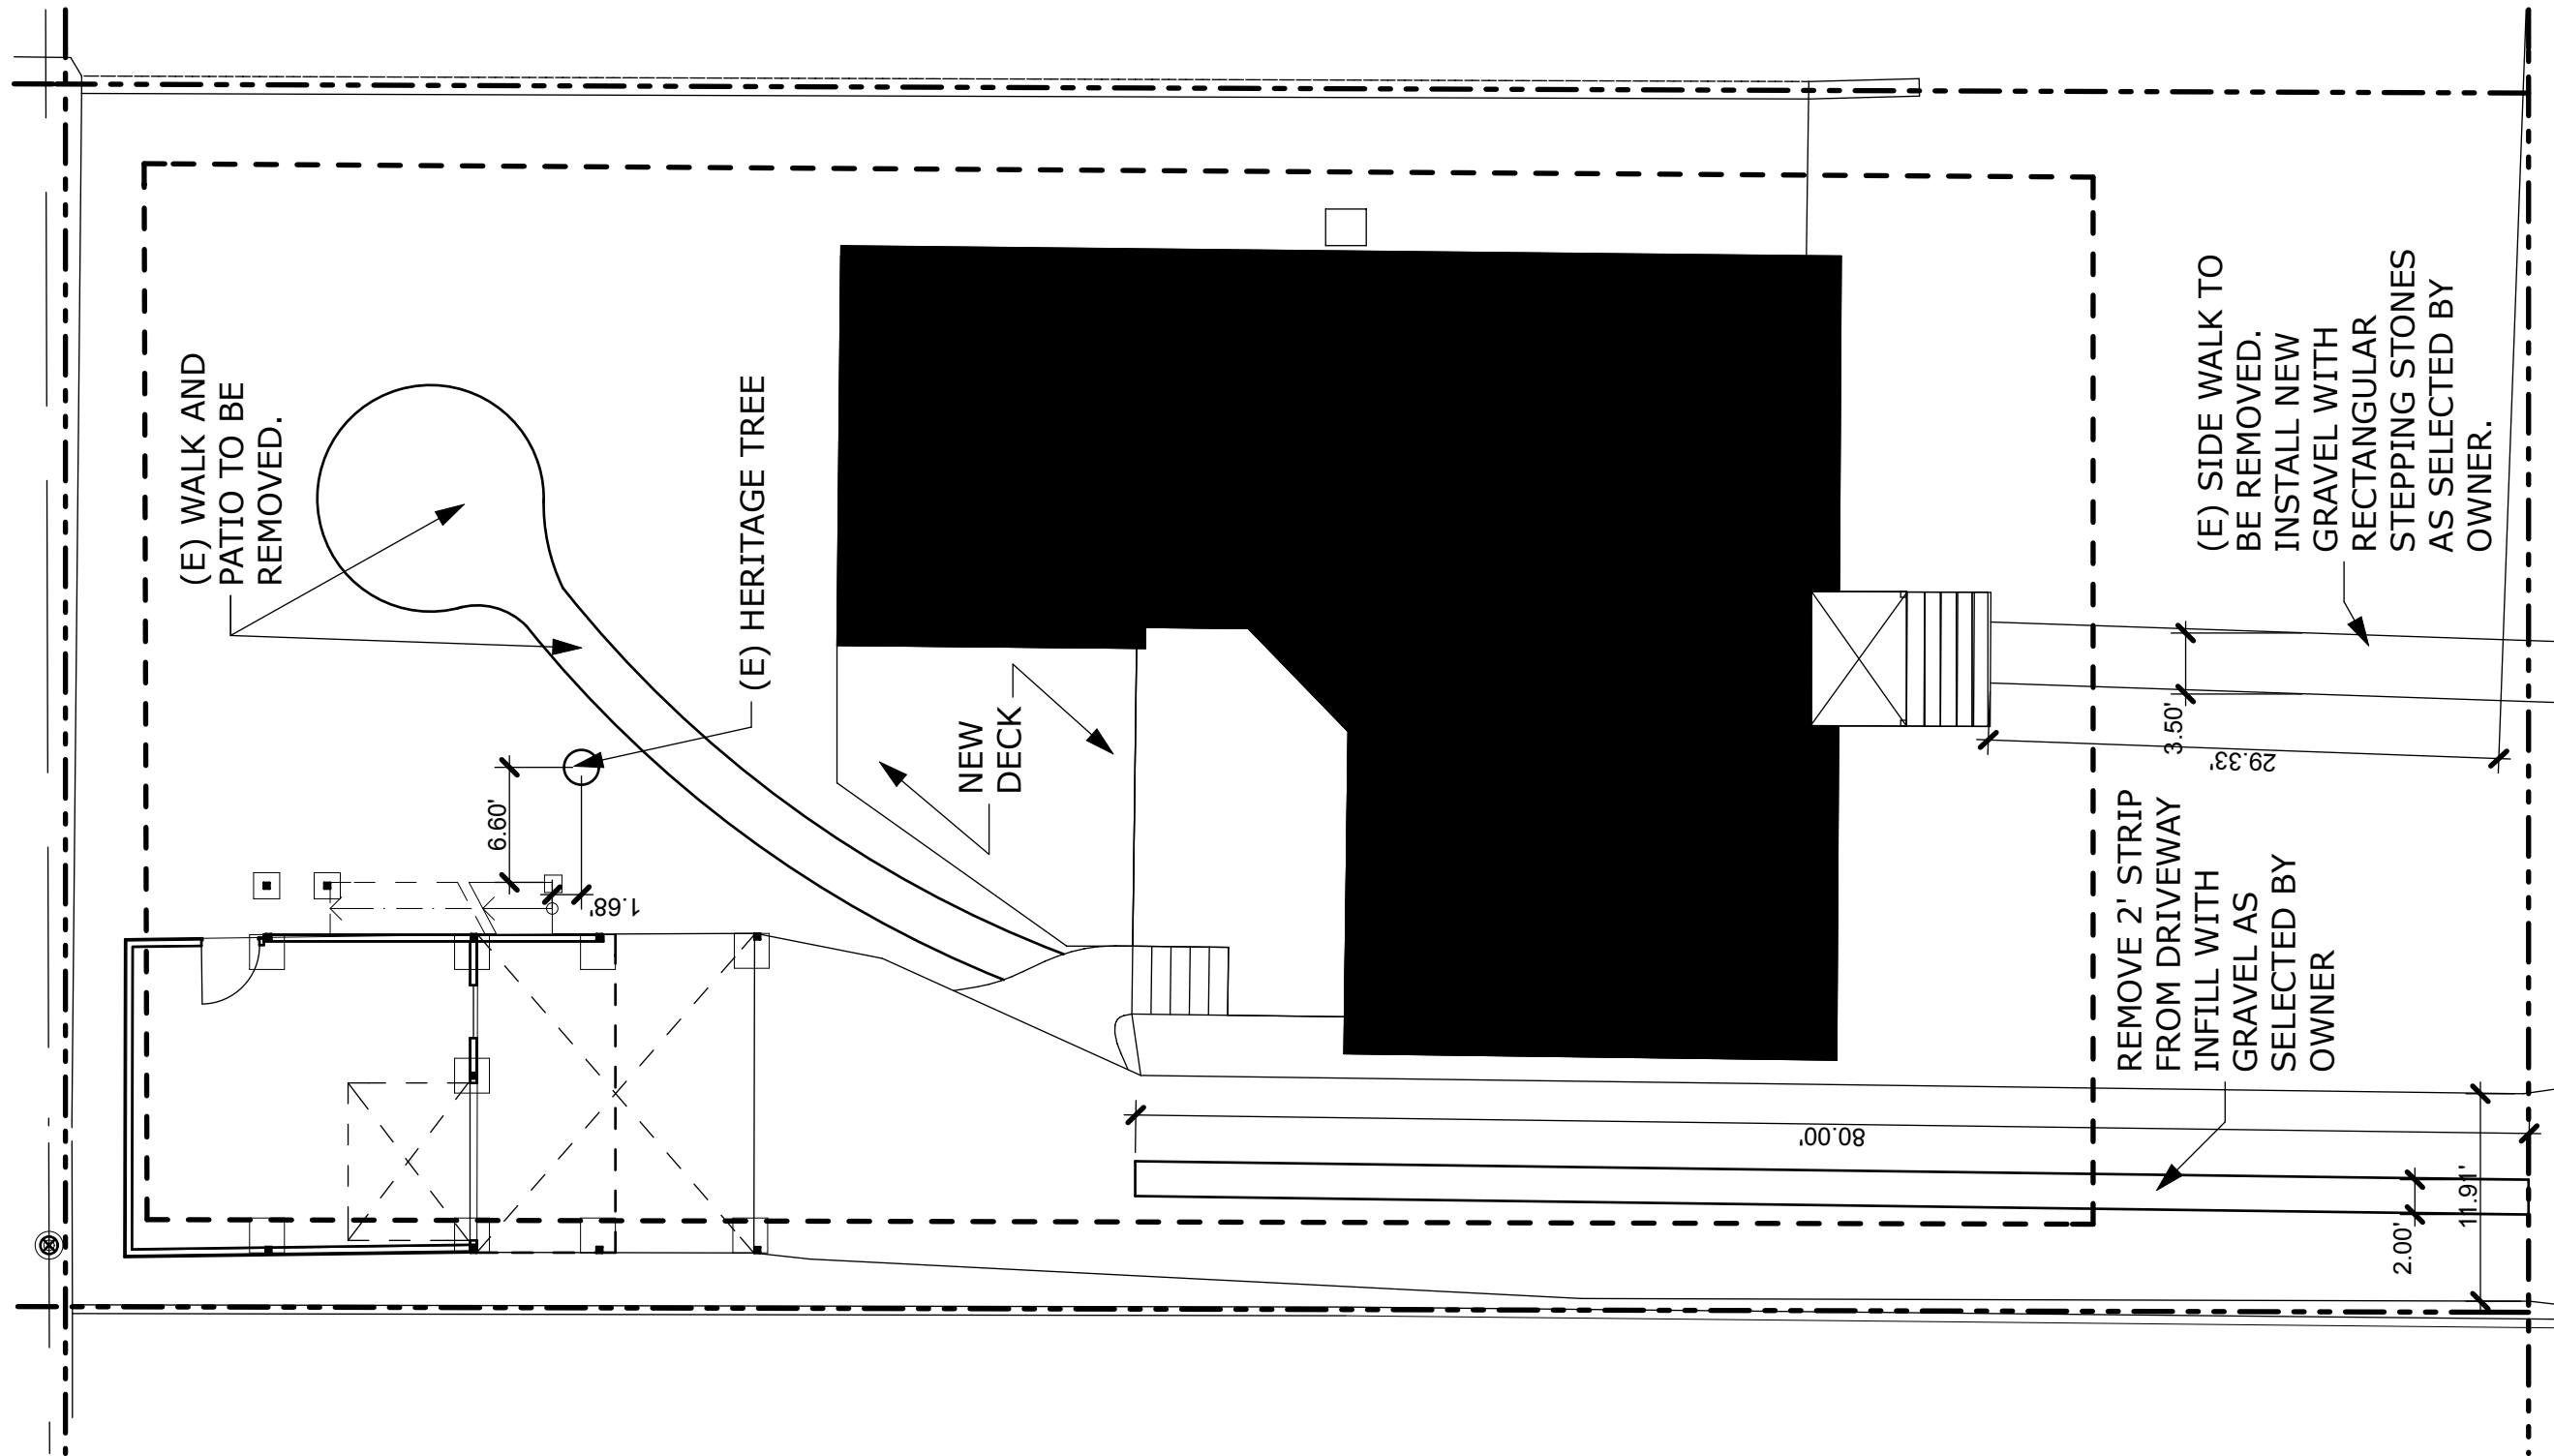 (E) WALK AND
PATIO TO BE
REMOVED.
(E) HERITAGE TREE
6.60'
1.68'
NEW
DECK
(E) SIDE WALK TO
BE REMOVED.
INSTALL NEW
GRAVEL WITH
RECTANGULAR
STEPPING STONES
AS SELECTED BY
OWNER.
3.50'
29.33'
REMOVE 2' STRIP
FROM DRIVEWAY
INFILL WITH
GRAVEL AS
SELECTED BY
OWNER
80.00'
2.00'
11.91'